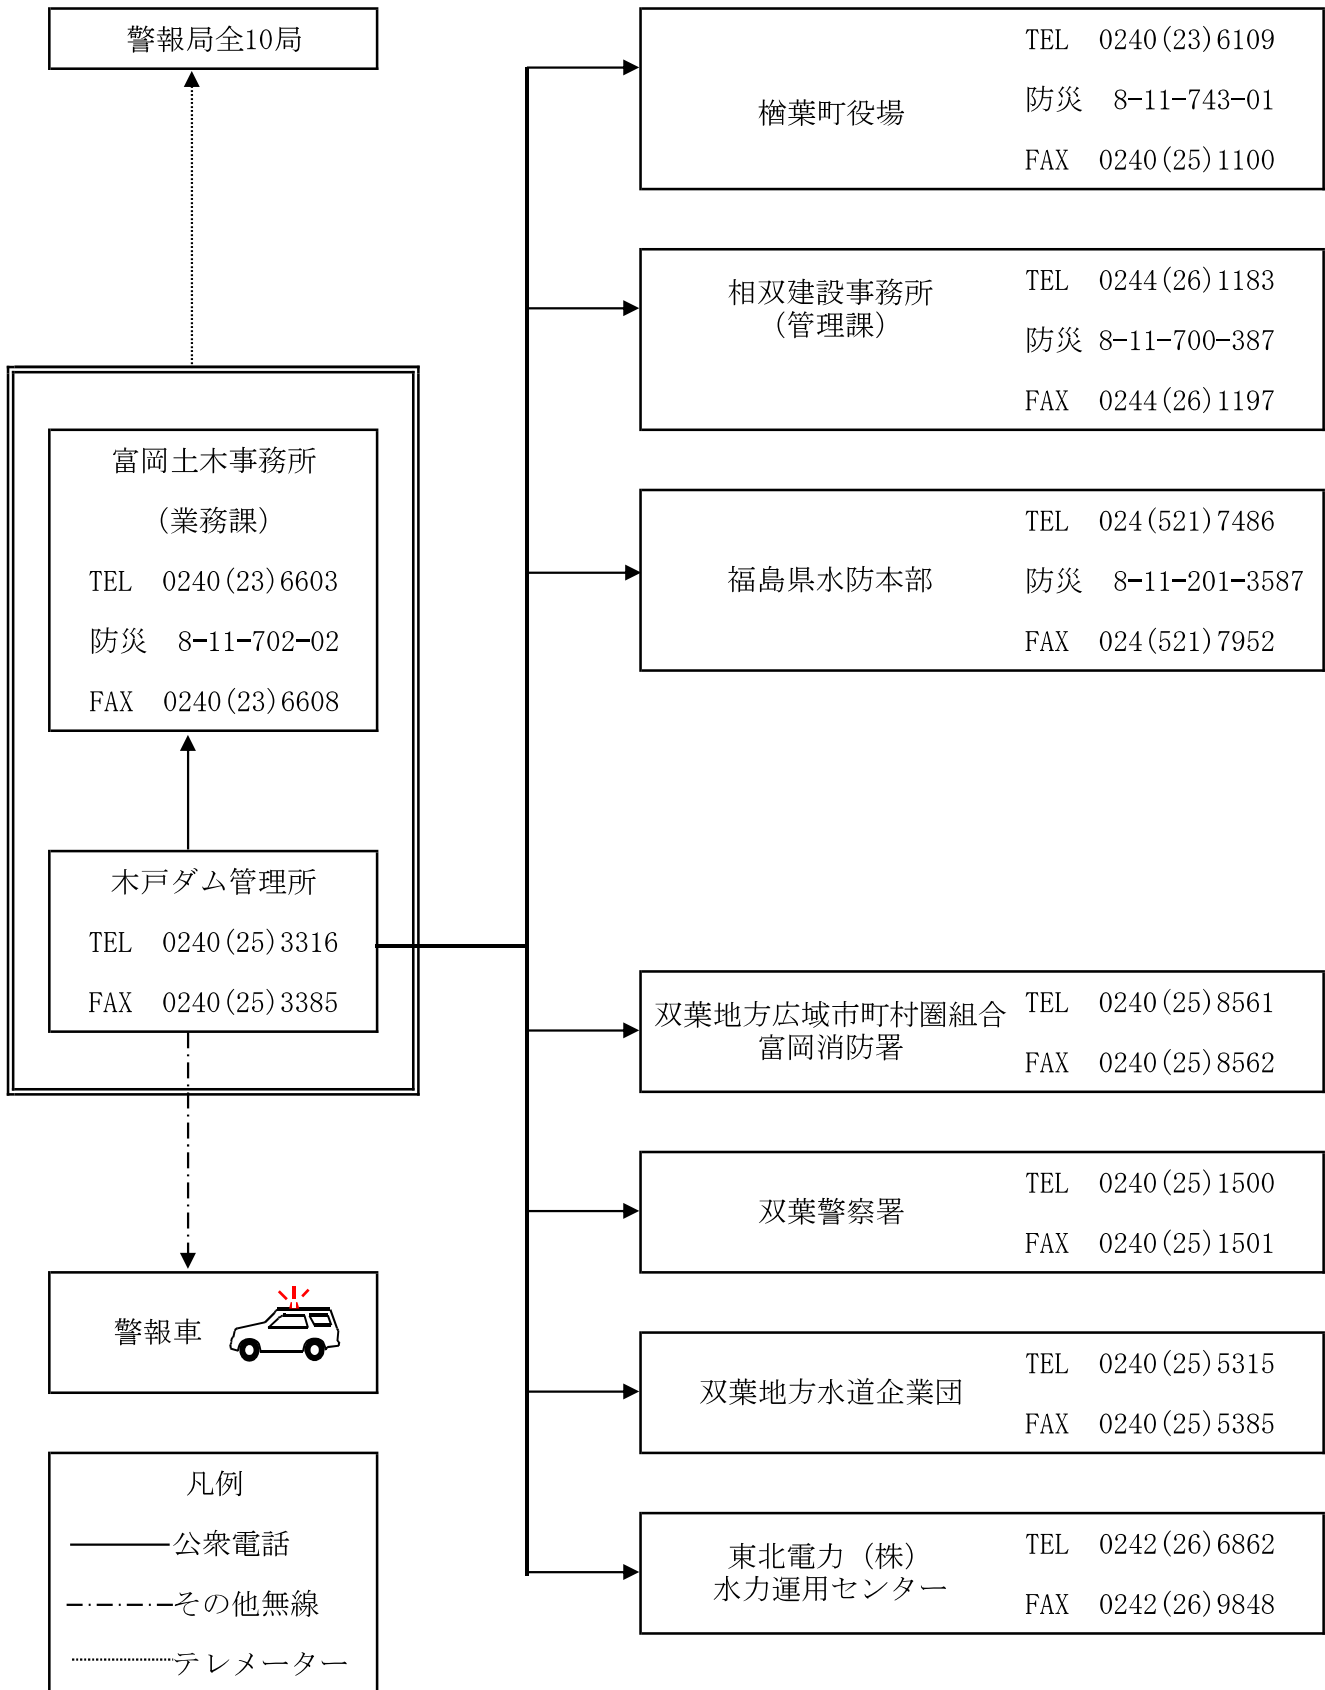 警報局全10局
富岡土木事務所
（業務課）
TEL　0240(23)6603
防災　8-11-702-02
FAX　0240(23)6608
木戸ダム管理所
TEL　0240(25)3316
FAX　0240(25)3385
警報車
凡例
公衆電話
その他無線
テレメーター
楢葉町役場
TEL　0240(23)6109
防災　8-11-743-01
FAX　0240(25)1100
相双建設事務所
（管理課）
TEL　0244(26)1183
防災 8-11-700-387
FAX　0244(26)1197
福島県水防本部
TEL　024(521)7486
防災　8-11-201-3587
FAX　024(521)7952
双葉地方広域市町村圏組合
富岡消防署
TEL　0240(25)8561
FAX　0240(25)8562
双葉警察署
TEL　0240(25)1500
FAX　0240(25)1501
双葉地方水道企業団
TEL　0240(25)5315
FAX　0240(25)5385
東北電力（株）
水力運用センター
TEL　0242(26)6862
FAX　0242(26)9848